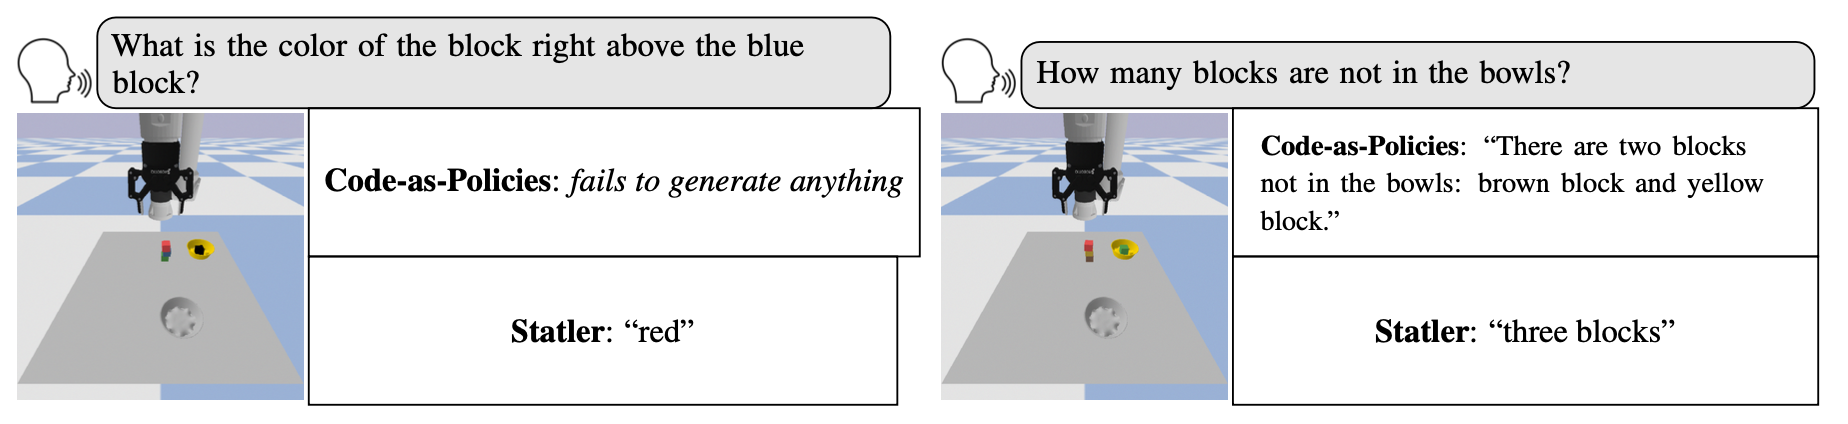 What is the color of the block right above the blue
block?
Code-as-Policies: fails to generate anything
Statler: “red”
How many blocks are not in the bowls?
Code-as-Policies: “There are two blocks
not in the bowls: brown block and yellow
block.”
Statler: “three blocks”